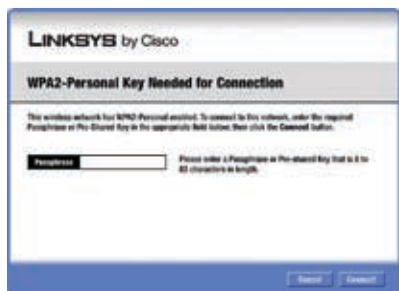 LINKSYS by Cisco
WPA2-Personal Key Needed for Connection
This wireless network has WPA2-Personal enabled. To connect to this network, enter the required
Passphrase or Pre-Shared Key in the appropriate field below, then click the Connect button.
Passphrase
Please enter a Passphrase or Pre-shared Key that is 8 to
63 characters in length.
Cancel
Connect